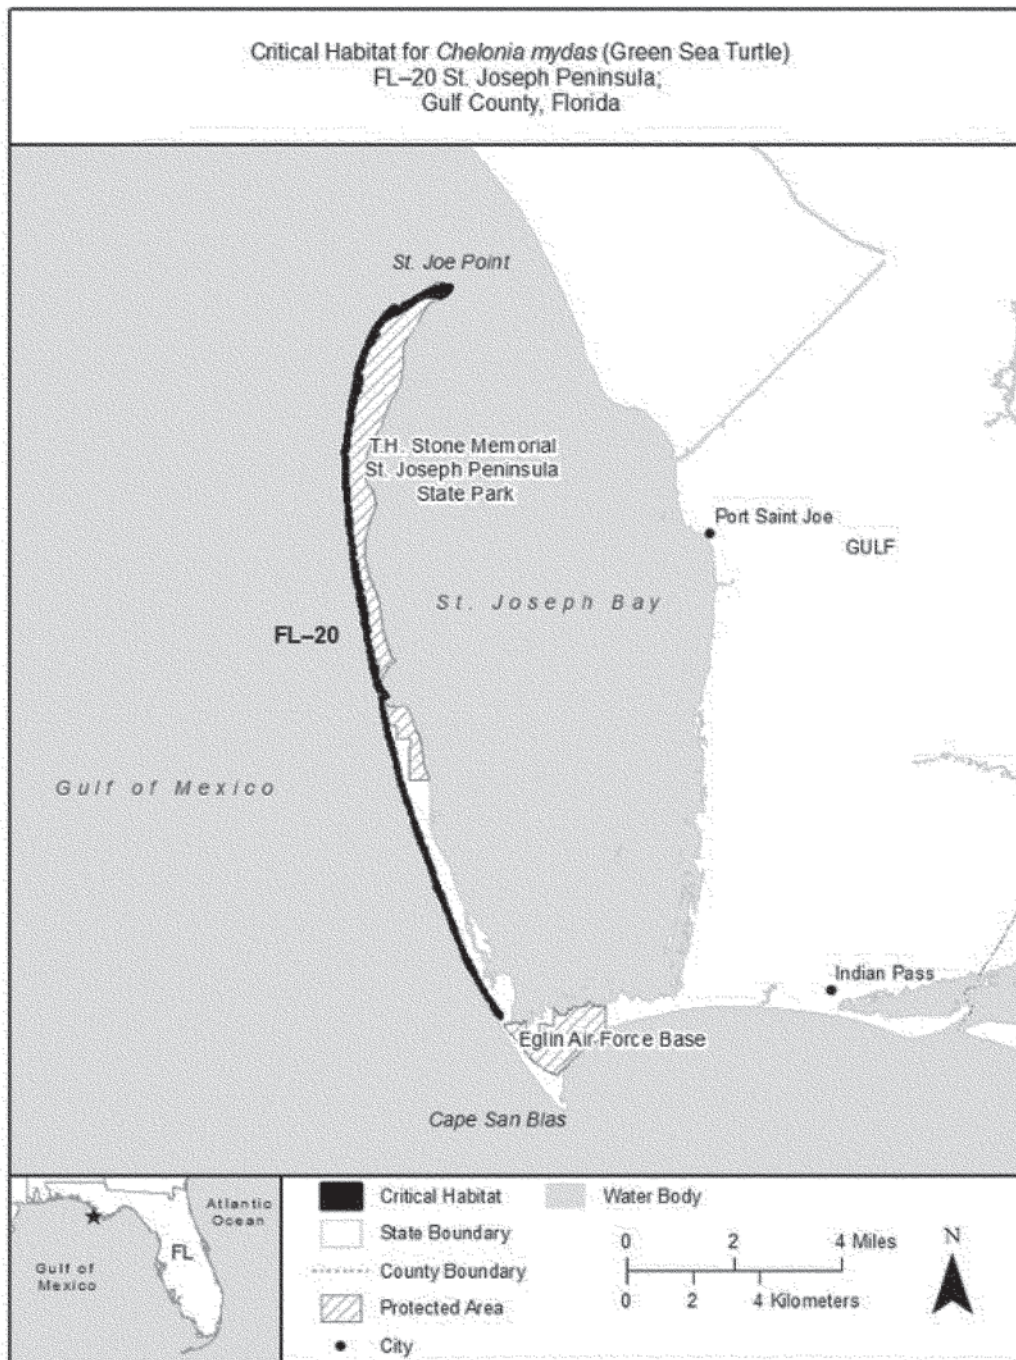 Critical Habitat for Chelonia mydas (Green Sea Turtle)
FL–20 St. Joseph Peninsula;
Gulf County, Florida
St. Joe Point
T.H. Stone Memorial
St. Joseph Peninsula
State Park
Port Saint Joe
GULF
St. Joseph Bay
FL–20
Gulf of Mexico
Indian Pass
Eglin Air Force Base
Cape San Blas
Atlantic
Ocean
FL
Gulf of
Mexico
Critical Habitat
Water Body
State Boundary
County Boundary
Protected Area
City
0 2 4 Miles
0 2 4 Kilometers
N